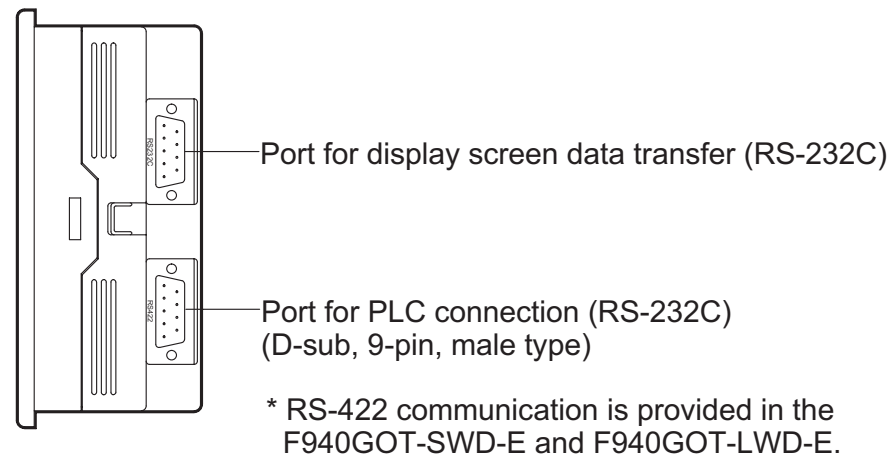 RS232C
Port for display screen data transfer (RS-232C)
RS422
Port for PLC connection (RS-232C)
(D-sub, 9-pin, male type)
* RS-422 communication is provided in the
F940GOT-SWD-E and F940GOT-LWD-E.